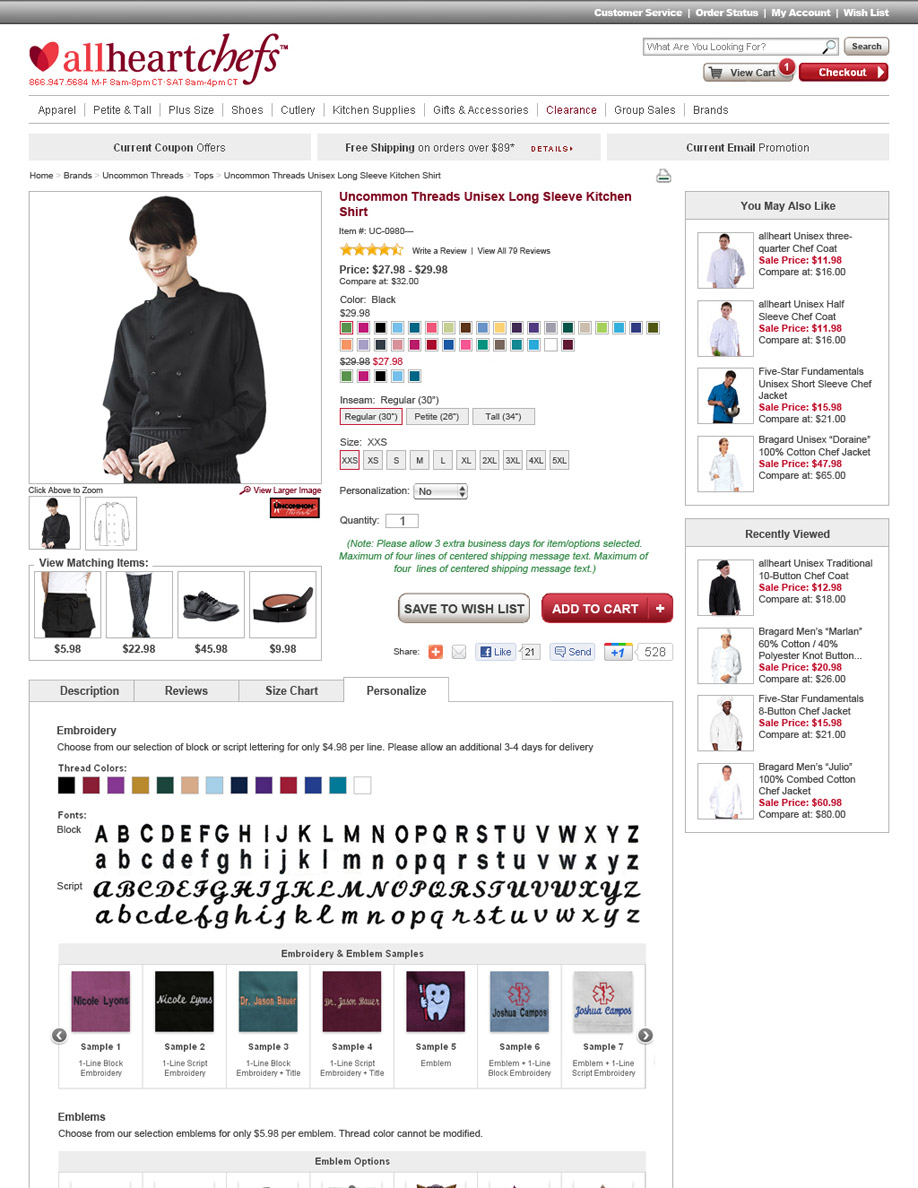 Customer Service | Order Status | My Account | Wish List
allheartchefs™
866.947.5684 M-F 8am-8pm CT·SAT 8am-4pm CT
What Are You Looking For?
Search
View Cart 1
Checkout
Apparel | Petite & Tall | Plus Size | Shoes | Cutlery | Kitchen Supplies | Gifts & Accessories | Clearance | Group Sales | Brands
Current Coupon Offers
Free Shipping on orders over $89* DETAILS
Current Email Promotion
Home > Brands > Uncommon Threads > Tops > Uncommon Threads Unisex Long Sleeve Kitchen Shirt
Click Above to Zoom
View Larger Image
UNCOMMON
Threads
View Matching Items:
$5.98
$22.98
$45.98
$9.98
Uncommon Threads Unisex Long Sleeve Kitchen
Shirt
Item #: UC-0980—
Write a Review | View All 79 Reviews
Price: $27.98 - $29.98
Compare at: $32.00
Color: Black
$29.98
$29.98 $27.98
Inseam: Regular (30")
Regular (30") Petite (26") Tall (34")
Size: XXS
XXS XS S M L XL 2XL 3XL 4XL 5XL
Personalization: No
Quantity: 1
(Note: Please allow 3 extra business days for item/options selected.
Maximum of four lines of centered shipping message text. Maximum of
four lines of centered shipping message text.)
SAVE TO WISH LIST
ADD TO CART +
Share: Like 21 Send +1 528
You May Also Like
allheart Unisex three-
quarter Chef Coat
Sale Price: $11.98
Compare at: $16.00
allheart Unisex Half
Sleeve Chef Coat
Sale Price: $11.98
Compare at: $16.00
Five-Star Fundamentals
Unisex Short Sleeve Chef
Jacket
Sale Price: $15.98
Compare at: $21.00
Bragard Unisex “Doraine”
100% Cotton Chef Jacket
Sale Price: $47.98
Compare at: $65.00
Recently Viewed
allheart Unisex Traditional
10-Button Chef Coat
Sale Price: $12.98
Compare at: $18.00
Bragard Men's “Marlan”
60% Cotton / 40%
Polyester Knot Button...
Sale Price: $20.98
Compare at: $26.00
Five-Star Fundamentals
8-Button Chef Jacket
Sale Price: $15.98
Compare at: $21.00
Bragard Men's “Julio”
100% Combed Cotton
Chef Jacket
Sale Price: $60.98
Compare at: $80.00
Description
Reviews
Size Chart
Personalize
Embroidery
Choose from our selection of block or script lettering for only $4.98 per line. Please allow an additional 3-4 days for delivery
Thread Colors:
Fonts:
Block
A B C D E F G H I J K L M N O P Q R S T U V W X Y Z
a b c d e f g h i j k l m n o p q r s t u v w x y z
Script
A B C D E F G H I J K L M N O P Q R S T U V W X Y Z
a b c d e f g h i j k l m n o p q r s t u v w x y z
Embroidery & Emblem Samples
Nicole Lyons
Nicole Lyons
Dr. Jason Bauer
Dr. Jason Bauer
Joshua Campos
Joshua Campos
Sample 1
1-Line Block
Embroidery
Sample 2
1-Line Script
Embroidery
Sample 3
1-Line Block
Embroidery + Title
Sample 4
1-Line Script
Embroidery + Title
Sample 5
Emblem
Sample 6
Emblem + 1-Line
Block Embroidery
Sample 7
Emblem + 1-Line
Script Embroidery
Emblems
Choose from our selection emblems for only $5.98 per emblem. Thread color cannot be modified.
Emblem Options